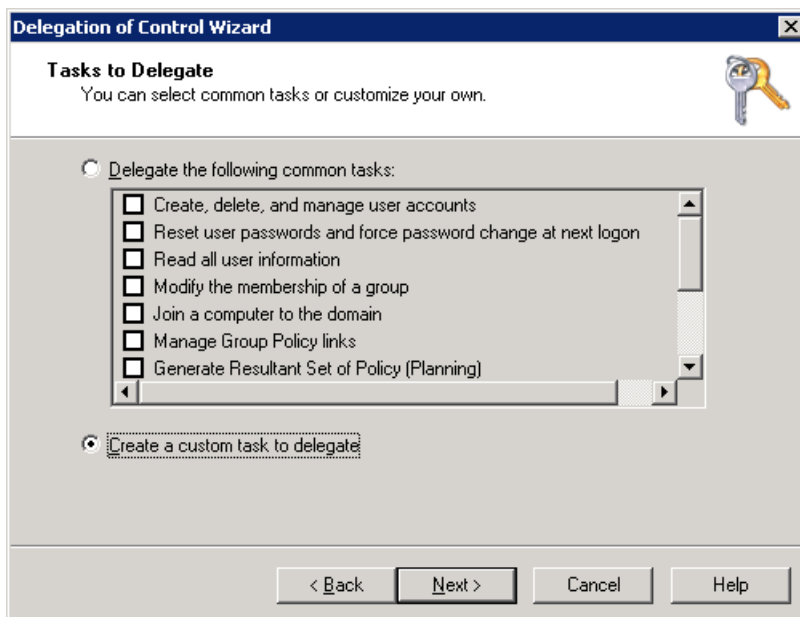 Delegation of Control Wizard
Tasks to Delegate
You can select common tasks or customize your own.
Delegate the following common tasks:
Create, delete, and manage user accounts
Reset user passwords and force password change at next logon
Read all user information
Modify the membership of a group
Join a computer to the domain
Manage Group Policy links
Generate Resultant Set of Policy (Planning)
Create a custom task to delegate
< Back Next > Cancel Help